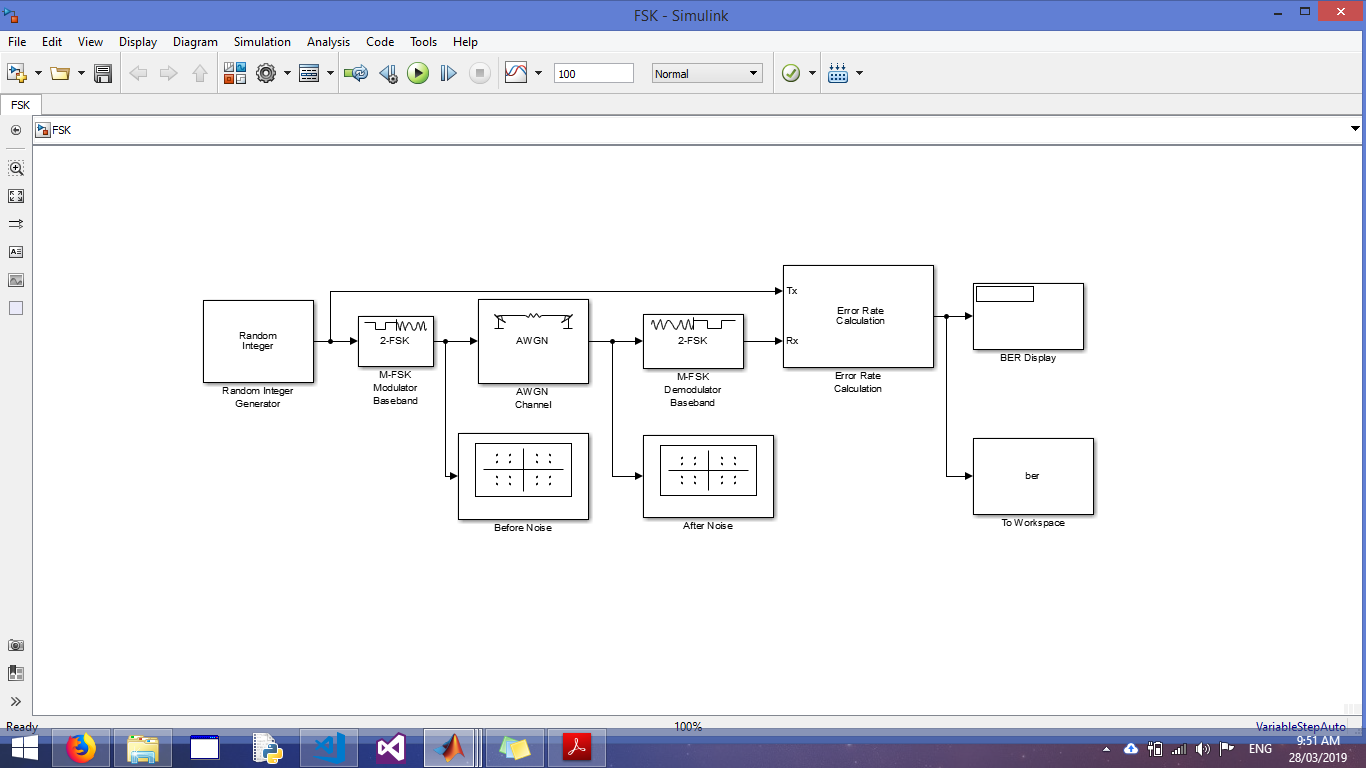 FSK - Simulink
File Edit View Display Diagram Simulation Analysis Code Tools Help
100
Normal
FSK
FSK
Random
Integer
Random Integer
Generator
2-FSK
M-FSK
Modulator
Baseband
AWGN
AWGN
Channel
2-FSK
M-FSK
Demodulator
Baseband
Tx
Rx
Error Rate
Calculation
Error Rate
Calculation
BER Display
Before Noise
After Noise
ber
To Workspace
Ready
100%
VariableStepAuto
ENG
9:51 AM
28/03/2019